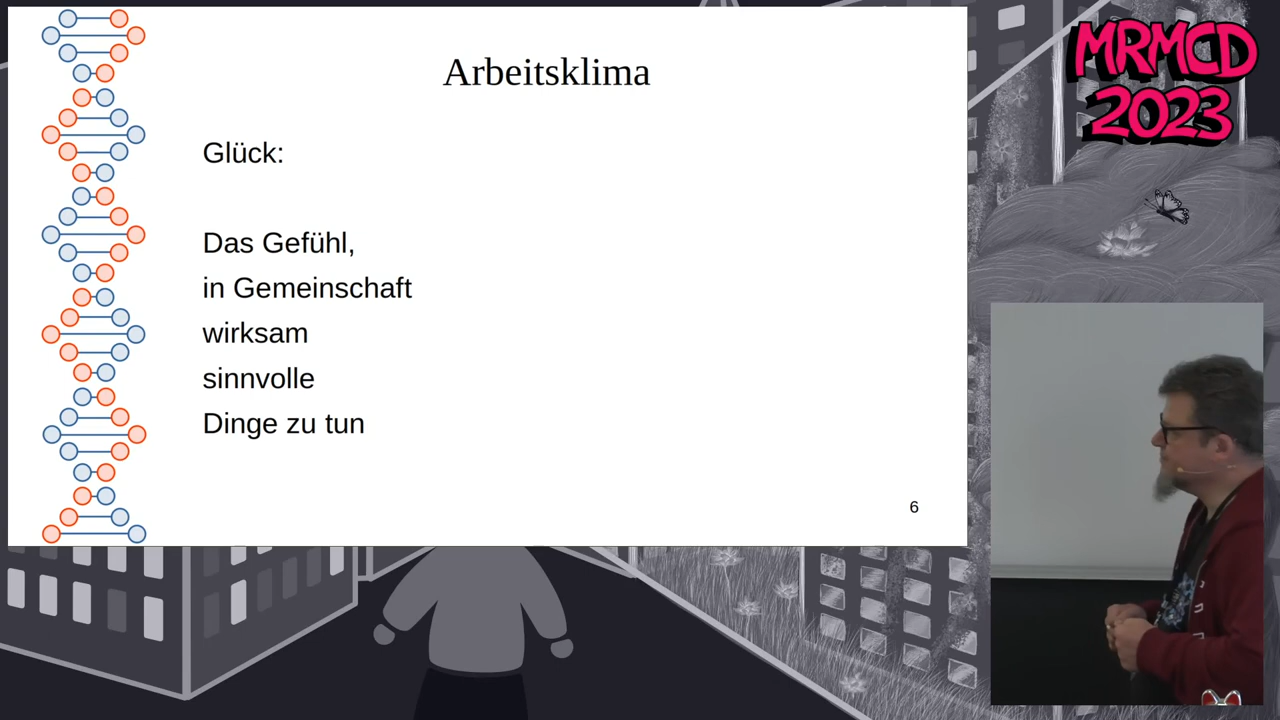 Arbeitsklima
Glück:
Das Gefühl,
in Gemeinschaft
wirksam
sinnvolle
Dinge zu tun
6
MRMCD
2023